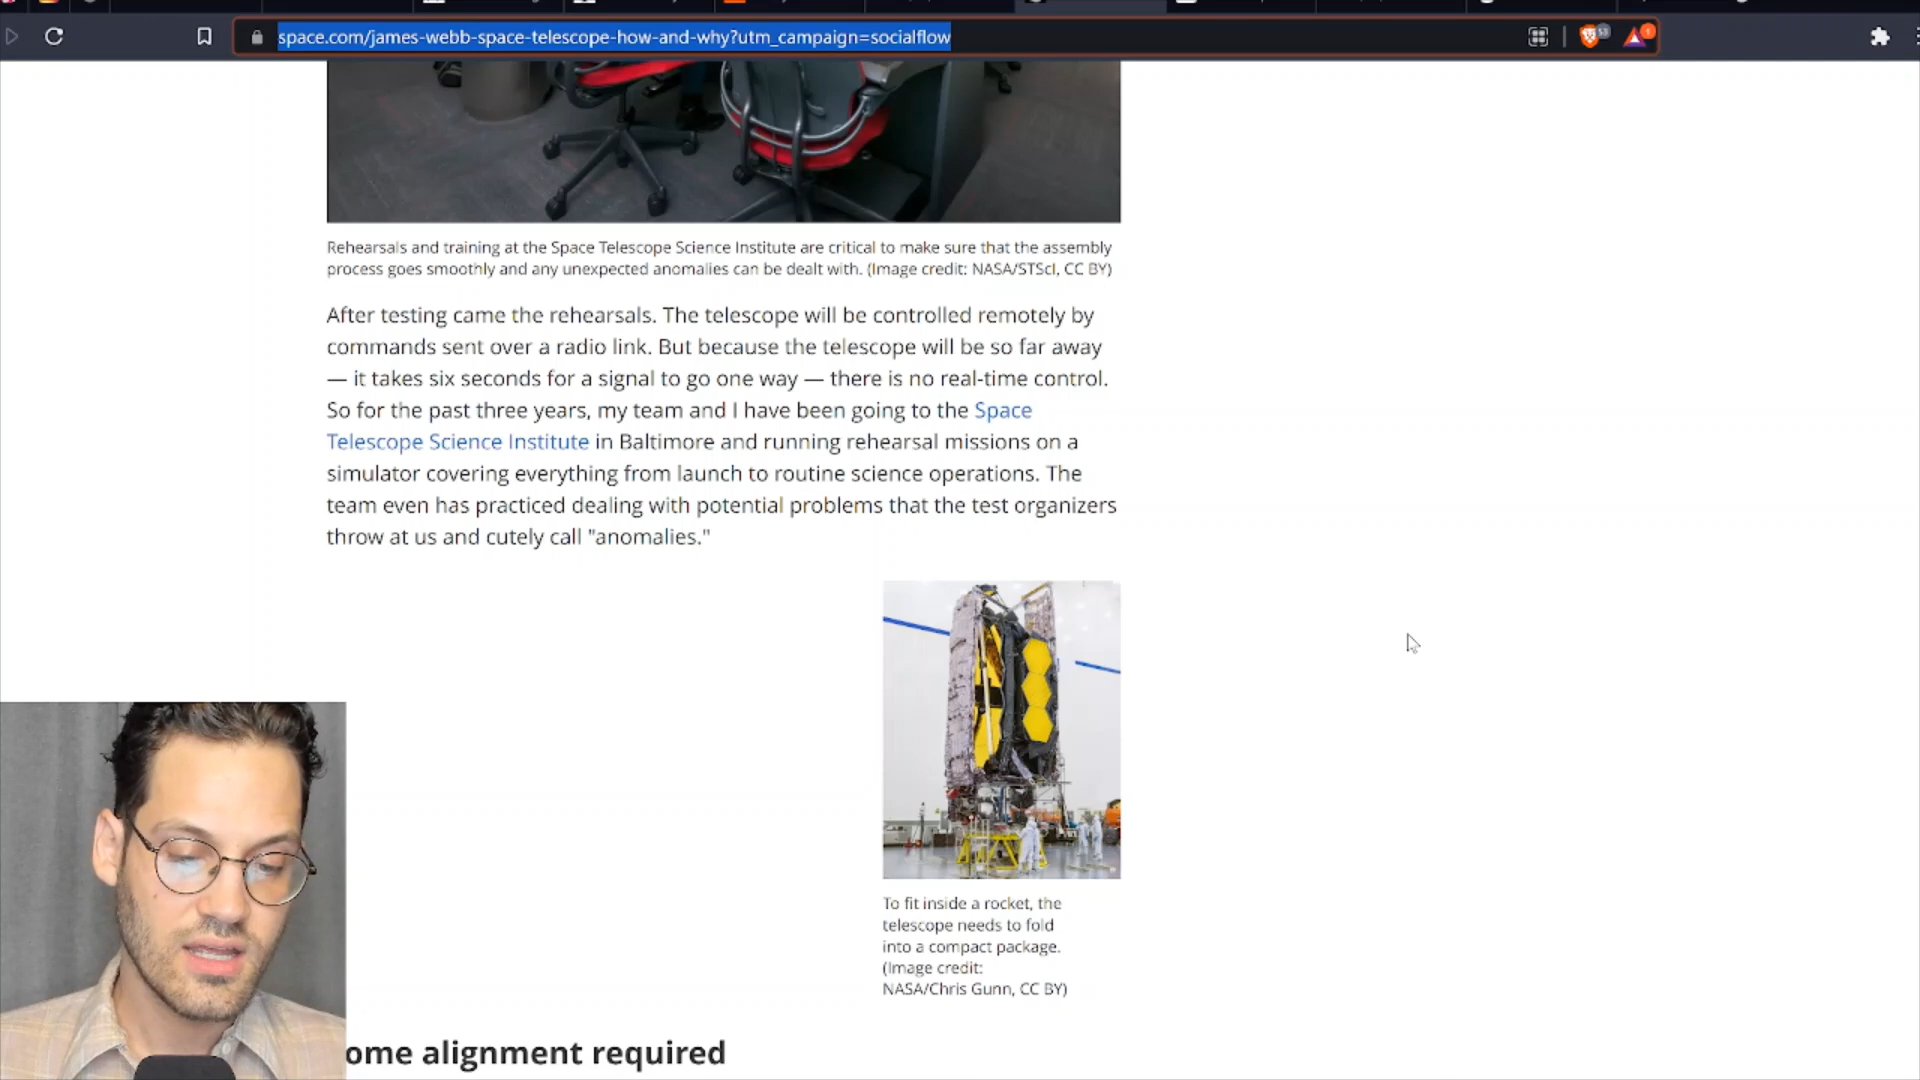 space.com/james-webb-space-telescope-how-and-why?utm_campaign=socialflow
Rehearsals and training at the Space Telescope Science Institute are critical to make sure that the assembly
process goes smoothly and any unexpected anomalies can be dealt with. (Image credit: NASA/STScI, CC BY)
After testing came the rehearsals. The telescope will be controlled remotely by
commands sent over a radio link. But because the telescope will be so far away
— it takes six seconds for a signal to go one way — there is no real-time control.
So for the past three years, my team and I have been going to the Space
Telescope Science Institute in Baltimore and running rehearsal missions on a
simulator covering everything from launch to routine science operations. The
team even has practiced dealing with potential problems that the test organizers
throw at us and cutely call "anomalies."
To fit inside a rocket, the
telescope needs to fold
into a compact package.
(Image credit:
NASA/Chris Gunn, CC BY)
ome alignment required